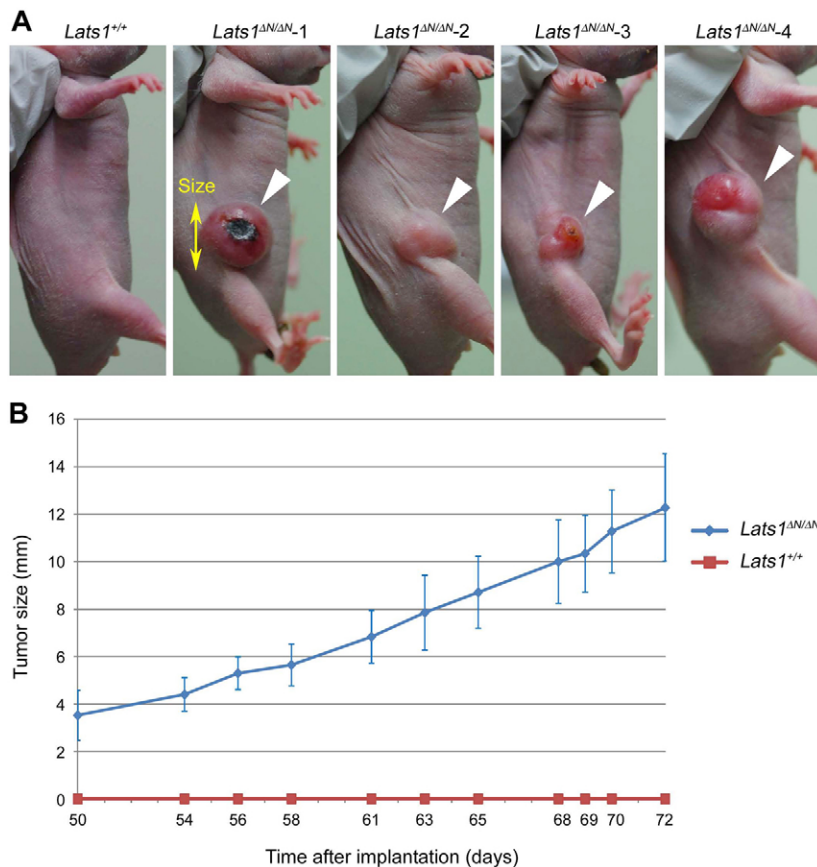 A
Lats1+/+ Lats1ΔN/ΔN-1 Lats1ΔN/ΔN-2 Lats1ΔN/ΔN-3 Lats1ΔN/ΔN-4
Size
B
16
14
12
10
8
6
4
2
0
Tumor size (mm)
50 54 56 58 61 63 65 68 69 70 72
Time after implantation (days)
Lats1ΔN/ΔN
Lats1+/+